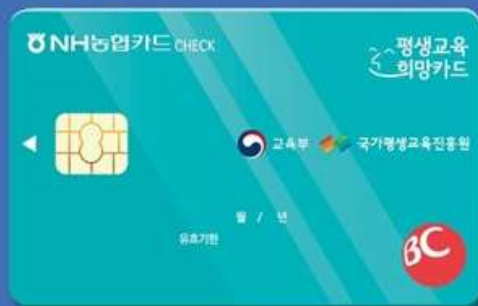 NH농협카드 CHECK
평생교육
희망카드
교육부 국가평생교육진흥원
월 / 년
유효기한
BC